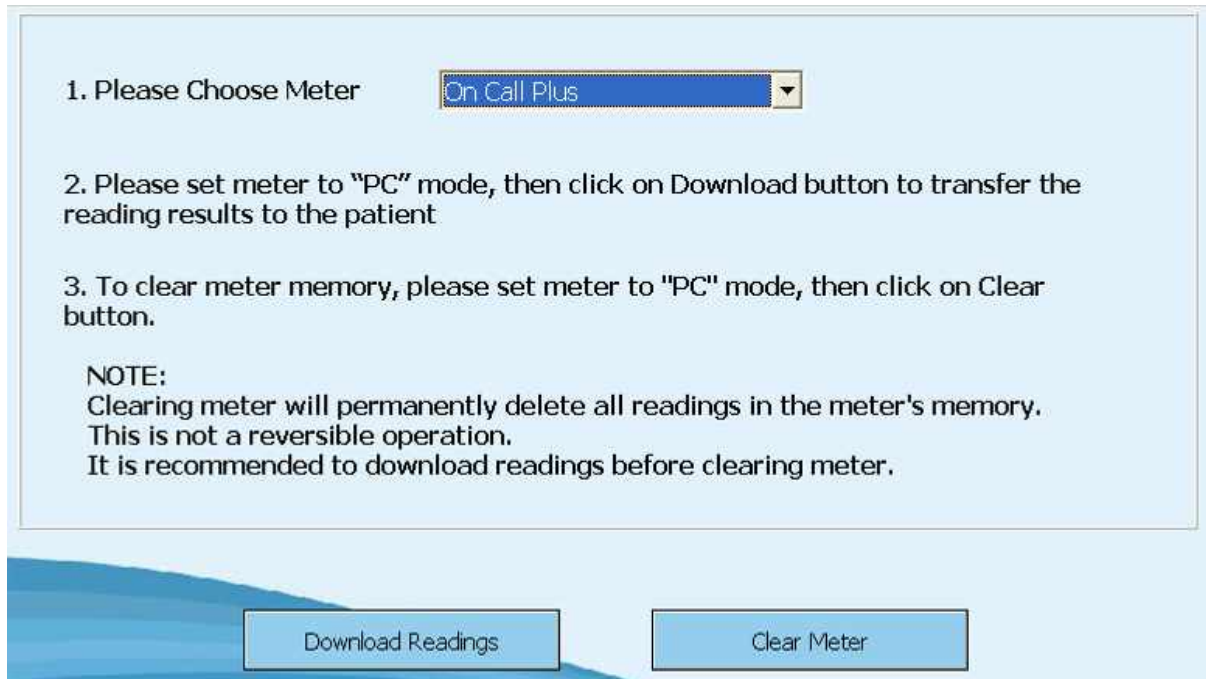 1. Please Choose Meter On Call Plus
2. Please set meter to “PC” mode, then click on Download button to transfer the
reading results to the patient
3. To clear meter memory, please set meter to "PC" mode, then click on Clear
button.
NOTE:
Clearing meter will permanently delete all readings in the meter's memory.
This is not a reversible operation.
It is recommended to download readings before clearing meter.
Download Readings Clear Meter